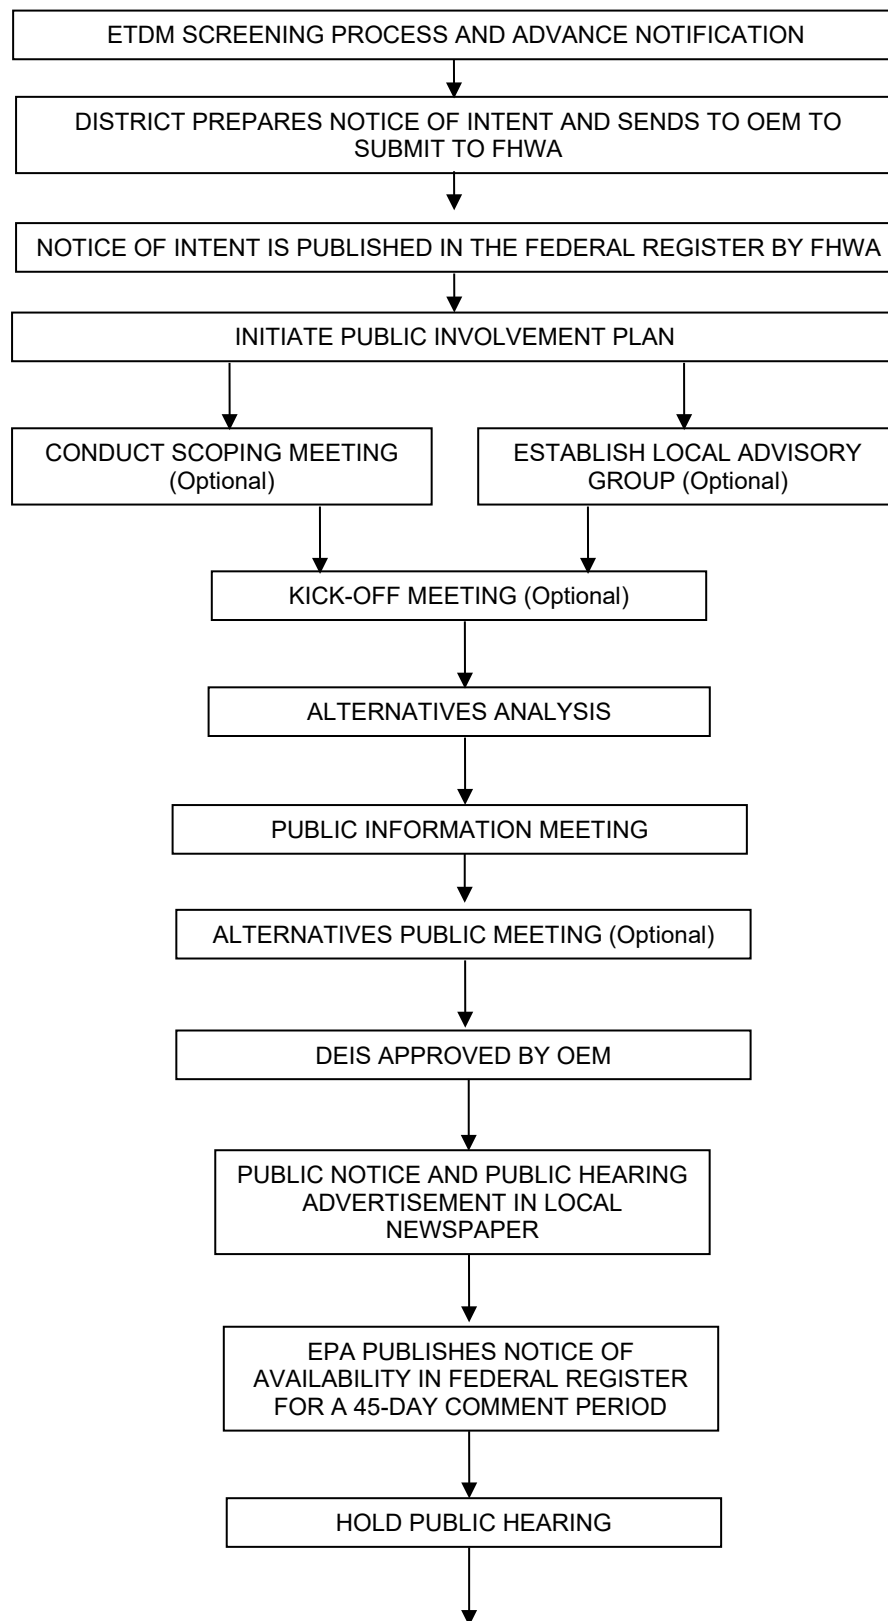 ETDM SCREENING PROCESS AND ADVANCE NOTIFICATION
DISTRICT PREPARES NOTICE OF INTENT AND SENDS TO OEM TO
SUBMIT TO FHWA
NOTICE OF INTENT IS PUBLISHED IN THE FEDERAL REGISTER BY FHWA
INITIATE PUBLIC INVOLVEMENT PLAN
CONDUCT SCOPING MEETING
(Optional)
ESTABLISH LOCAL ADVISORY
GROUP (Optional)
KICK-OFF MEETING (Optional)
ALTERNATIVES ANALYSIS
PUBLIC INFORMATION MEETING
ALTERNATIVES PUBLIC MEETING (Optional)
DEIS APPROVED BY OEM
PUBLIC NOTICE AND PUBLIC HEARING
ADVERTISEMENT IN LOCAL
NEWSPAPER
EPA PUBLISHES NOTICE OF
AVAILABILITY IN FEDERAL REGISTER
FOR A 45-DAY COMMENT PERIOD
HOLD PUBLIC HEARING